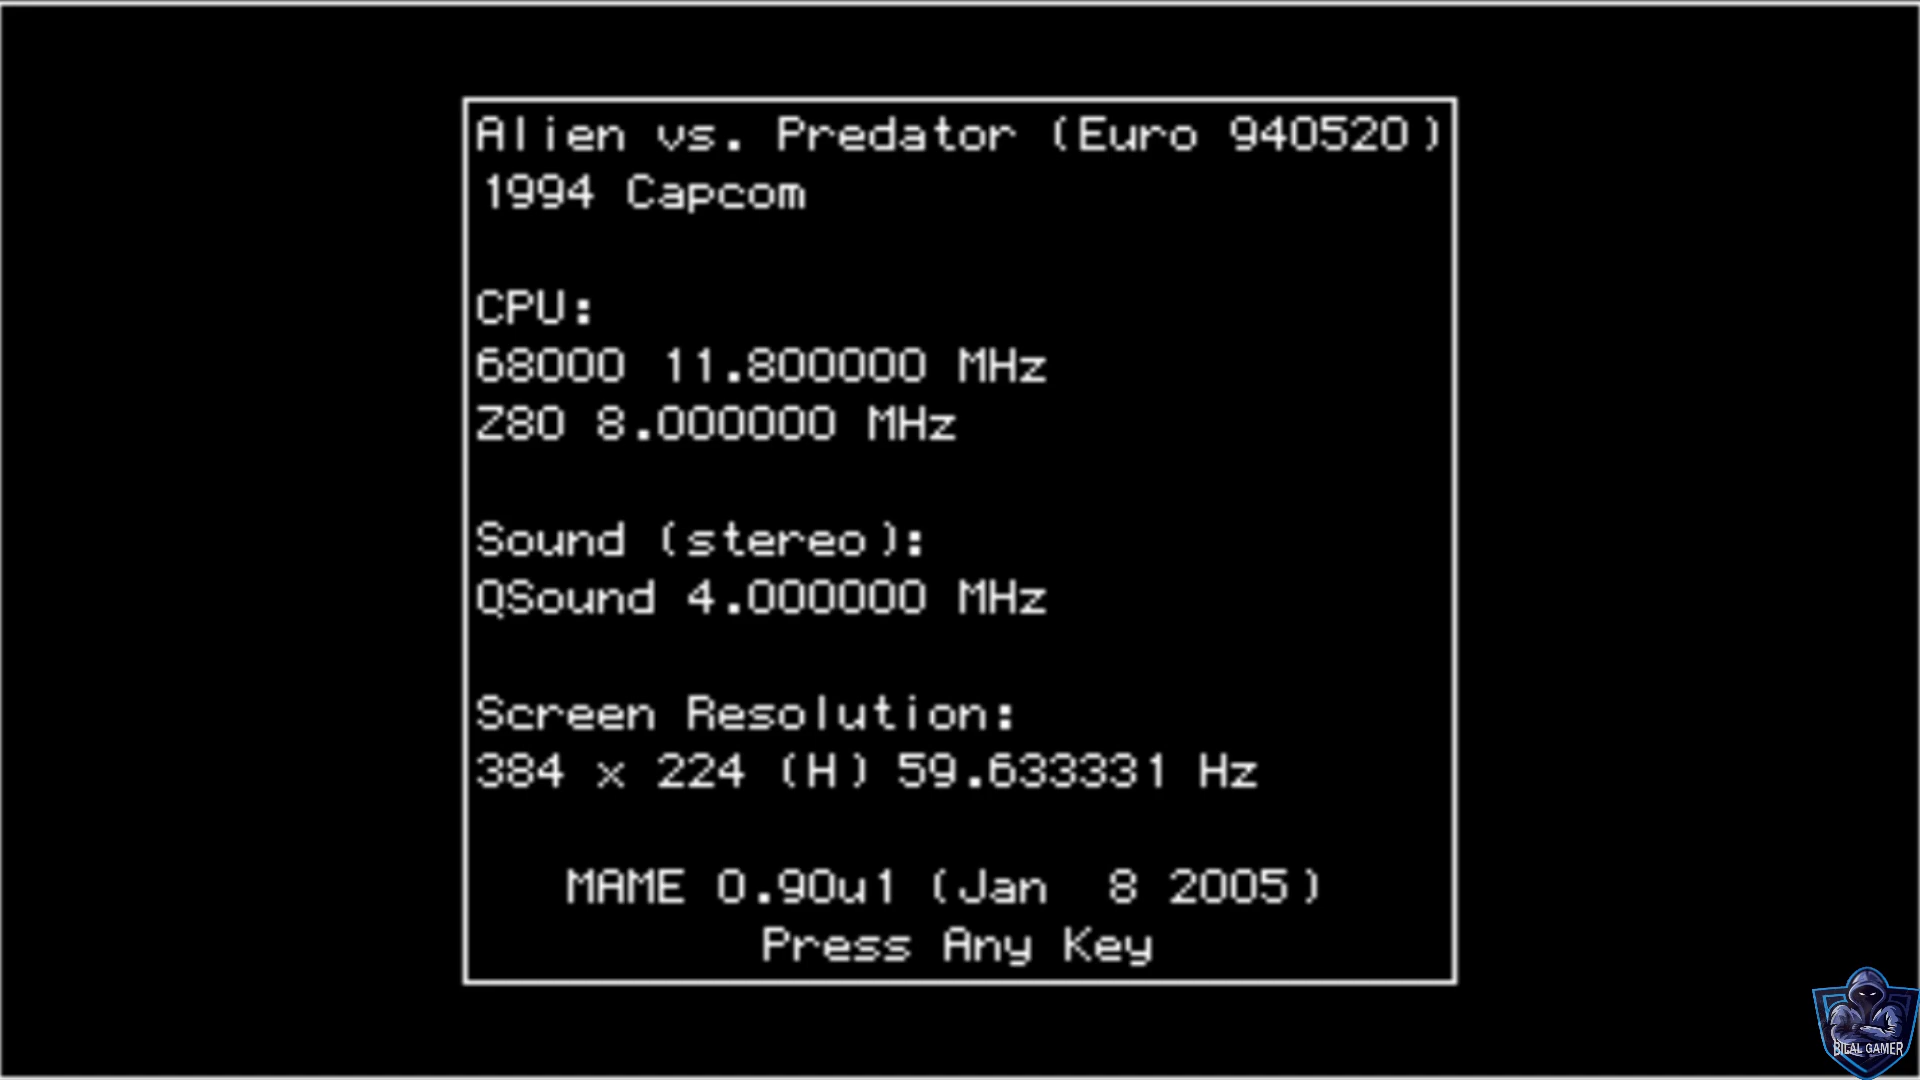 Alien vs. Predator (Euro 940520)
1994 Capcom
CPU:
68000 11.800000 MHz
Z80 8.000000 MHz
Sound (stereo):
QSound 4.000000 MHz
Screen Resolution:
384 x 224 (H) 59.633331 Hz
MAME 0.90u1 (Jan  8 2005)
Press Any Key
BILAL GAMER